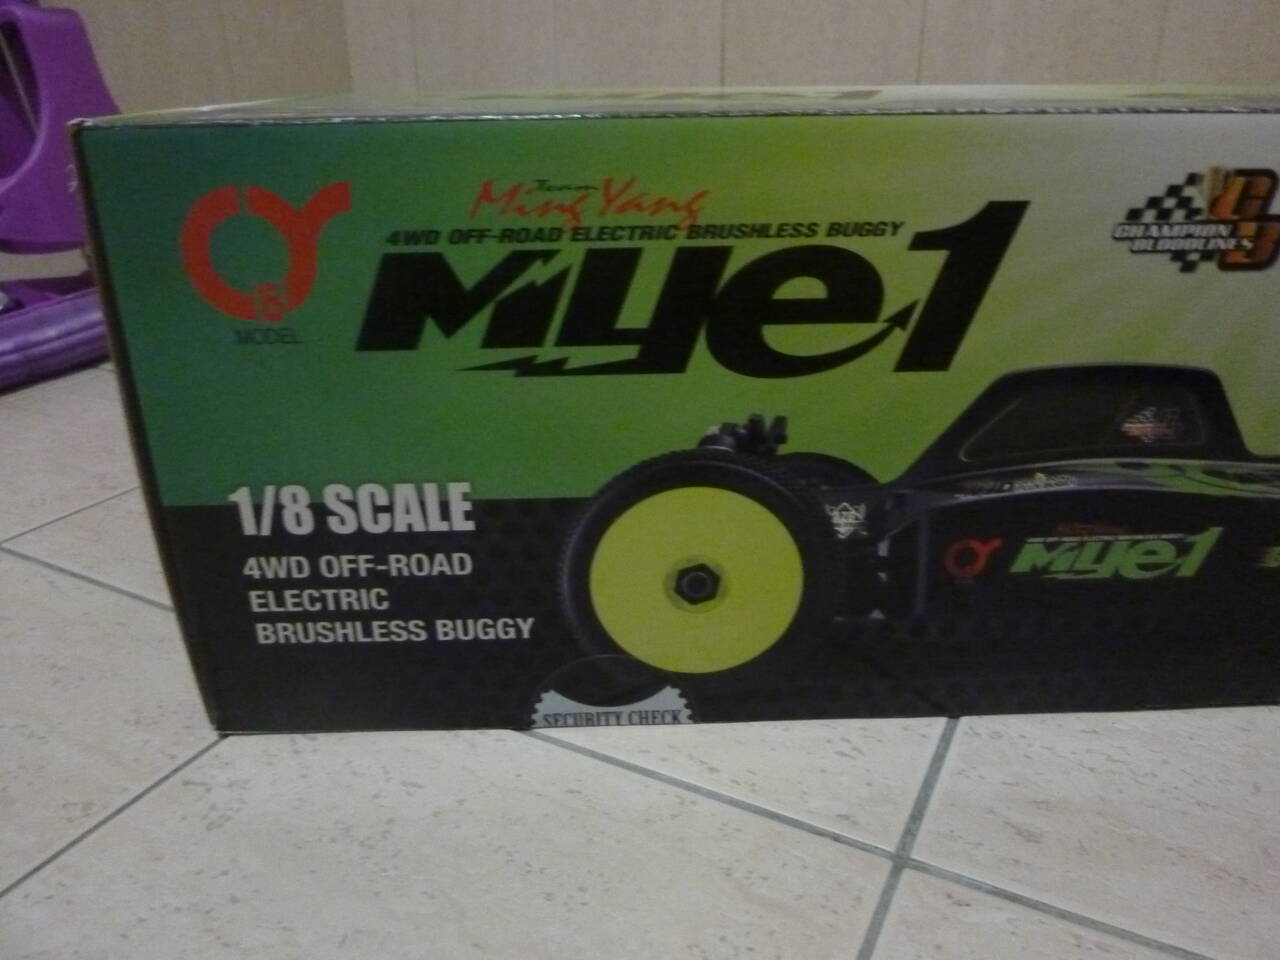 Team
Ming Yang
4WD OFF-ROAD ELECTRIC BRUSHLESS BUGGY
Mye1
MODEL
CHAMPION
BLOODLINES
1/8 SCALE
4WD OFF-ROAD
ELECTRIC
BRUSHLESS BUGGY
Mye1
SECURITY CHECK